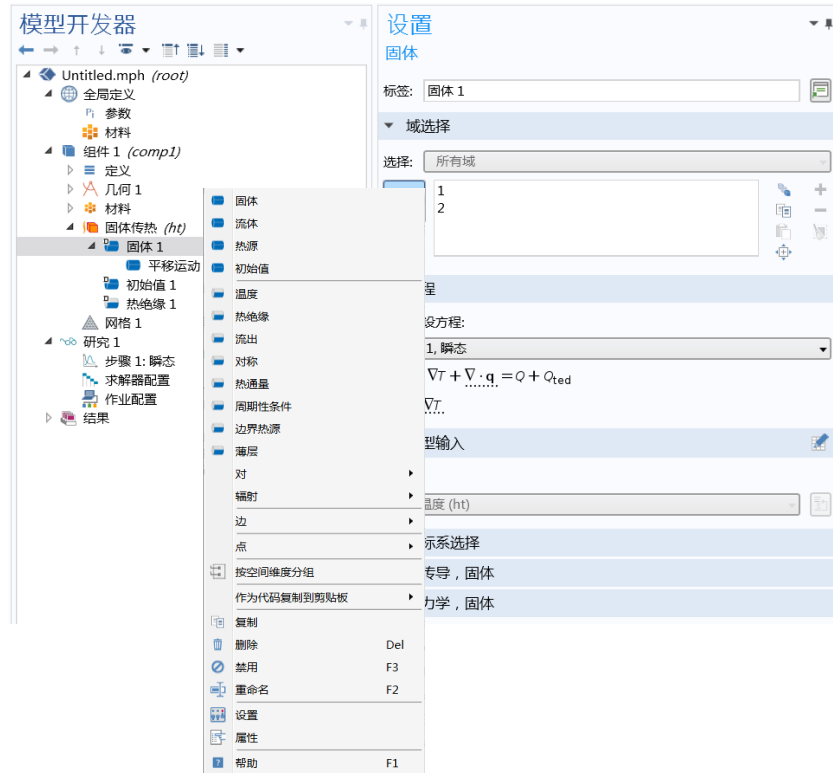 模型开发器
Untitled.mph (root)
全局定义
Pi 参数
材料
组件 1 (comp1)
定义
几何 1
材料
固体传热 (ht)
固体 1
平移运动
初始值 1
热绝缘 1
网格 1
研究 1
步骤 1: 瞬态
求解器配置
作业配置
结果
固体
流体
热源
初始值
温度
热绝缘
流出
对称
热通量
周期性条件
边界热源
薄层
对
辐射
边
点
按空间维度分组
作为代码复制到剪贴板
复制
删除 Del
禁用 F3
重命名 F2
设置
属性
帮助 F1
设置
固体
标签: 固体 1
域选择
选择: 所有域
1
2
程
设方程:
1, 瞬态
∇T + ∇ · q = Q + Qted
∇T
型输入
温度 (ht)
标系选择
传导，固体
力学，固体